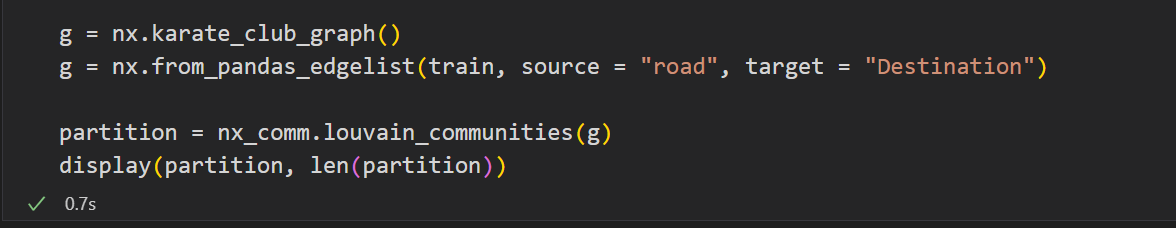 g = nx.karate_club_graph()
g = nx.from_pandas_edgelist(train, source = "road", target = "Destination")
partition = nx_comm.louvain_communities(g)
display(partition, len(partition))
0.7s